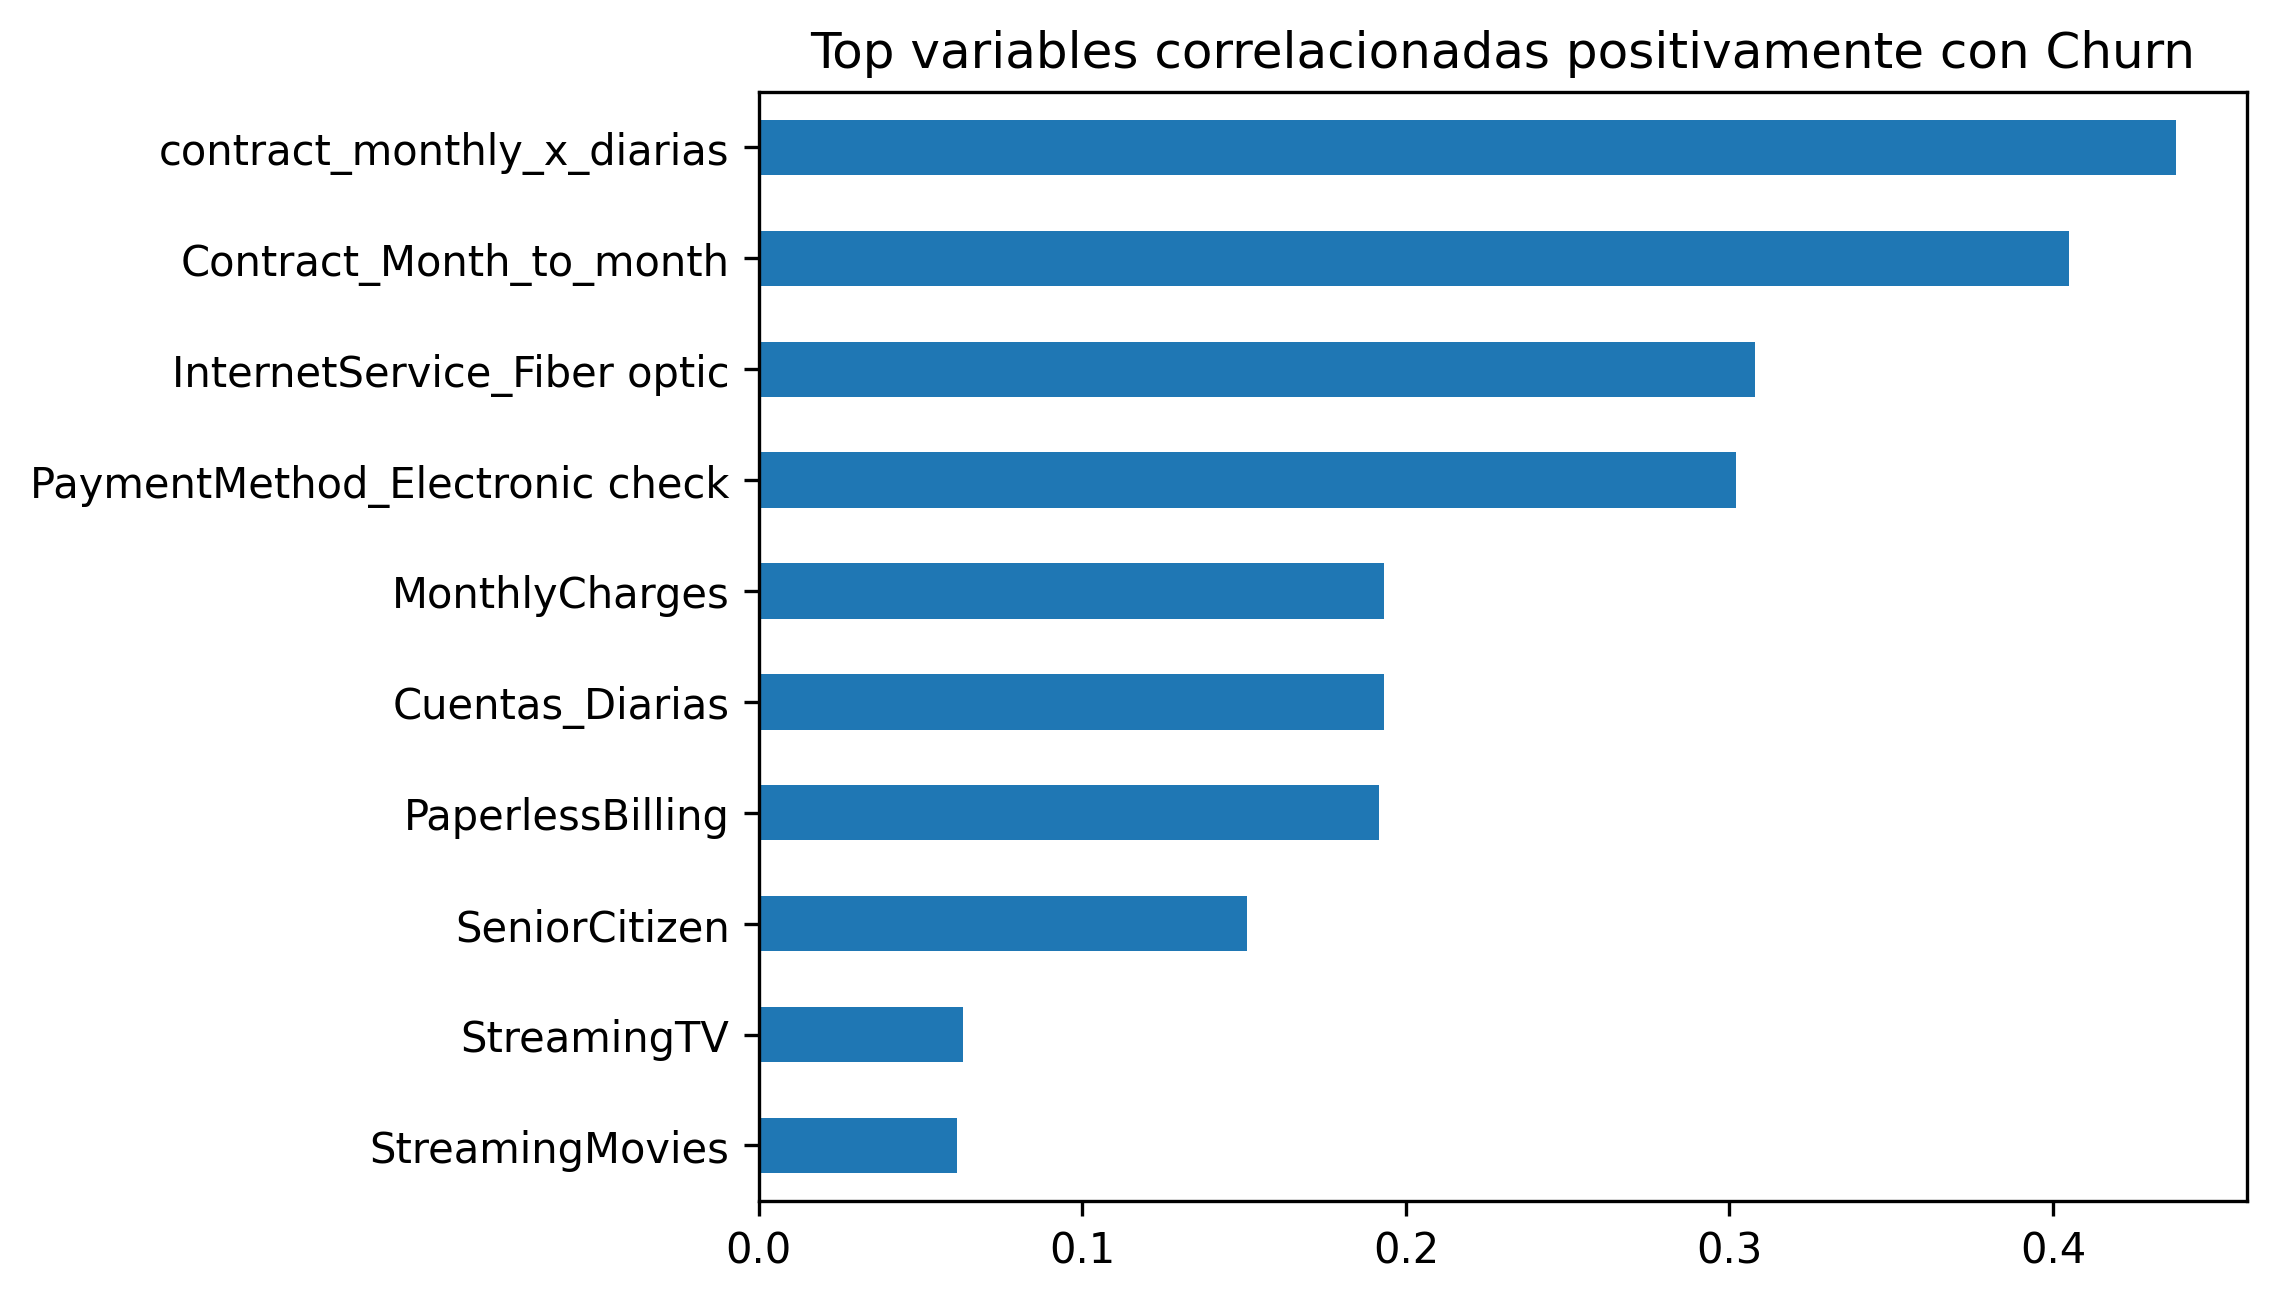 Top variables correlacionadas positivamente con Churn
contract_monthly_x_diarias
Contract_Month_to_month
InternetService_Fiber optic
PaymentMethod_Electronic check
MonthlyCharges
Cuentas_Diarias
PaperlessBilling
SeniorCitizen
StreamingTV
StreamingMovies
0.0 0.1 0.2 0.3 0.4